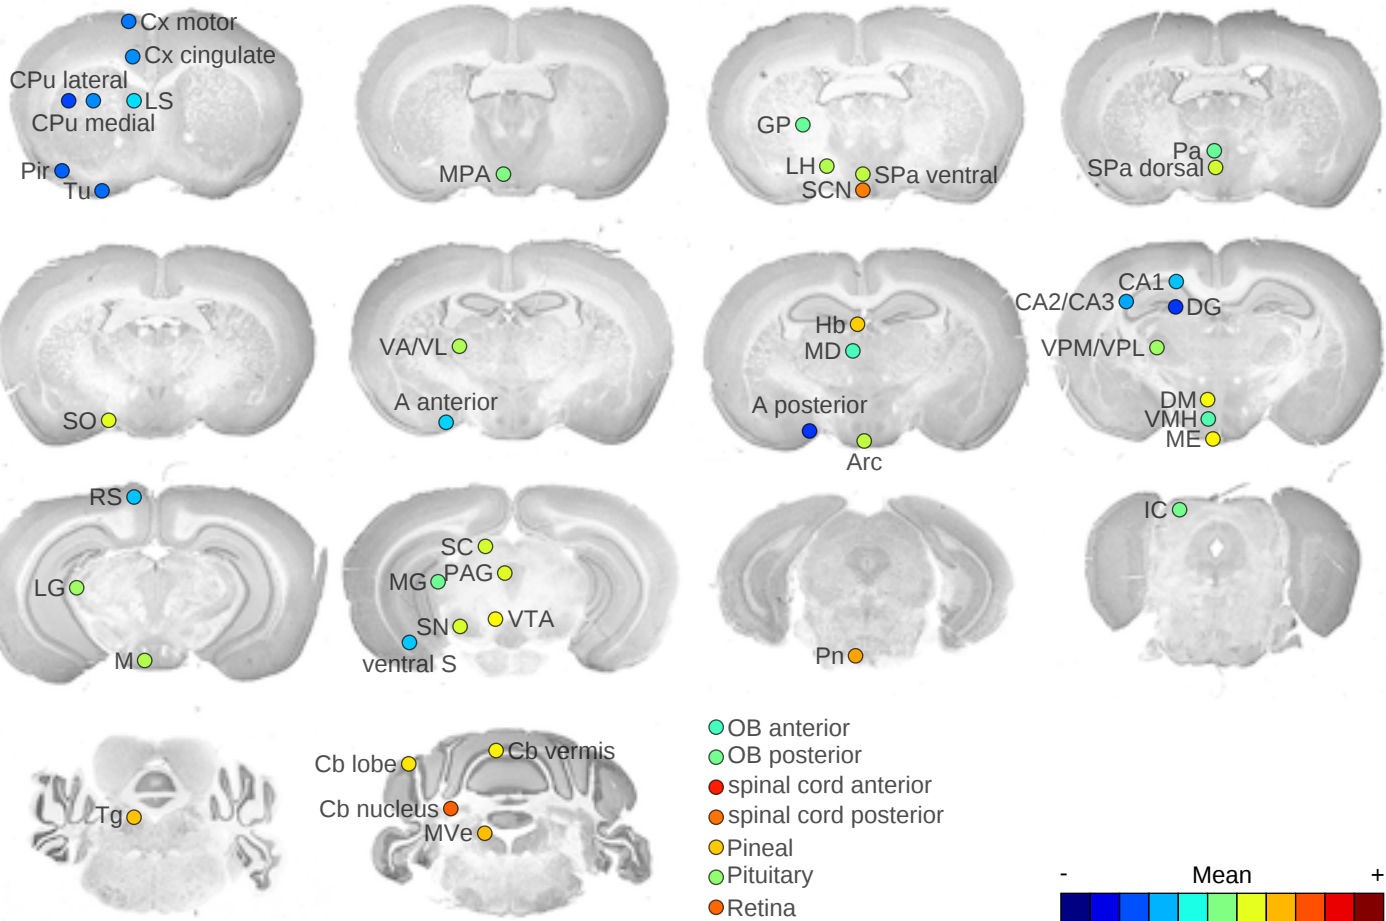 Cx motor
Cx cingulate
CPu lateral
LS
CPu medial
Pir
Tu
MPA
GP
LH
SPa ventral
SCN
Pa
SPa dorsal
SO
VA/VL
A anterior
Hb
MD
A posterior
Arc
CA1
CA2/CA3
DG
VPM/VPL
DM
VMH
ME
RS
LG
M
SC
MG
PAG
SN
VTA
ventral S
Pn
IC
Tg
Cb lobe
Cb vermis
Cb nucleus
MVe
OB anterior
OB posterior
spinal cord anterior
spinal cord posterior
Pineal
Pituitary
Retina
- Mean +